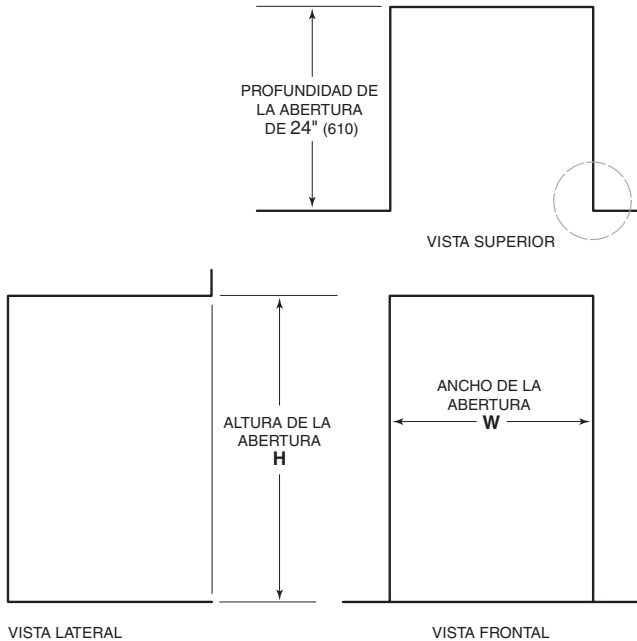 PROFUNDIDAD DE
LA ABERTURA
DE 24" (610)
VISTA SUPERIOR
ALTURA DE LA
ABERTURA
H
ANCHO DE LA
ABERTURA
W
VISTA LATERAL
VISTA FRONTAL